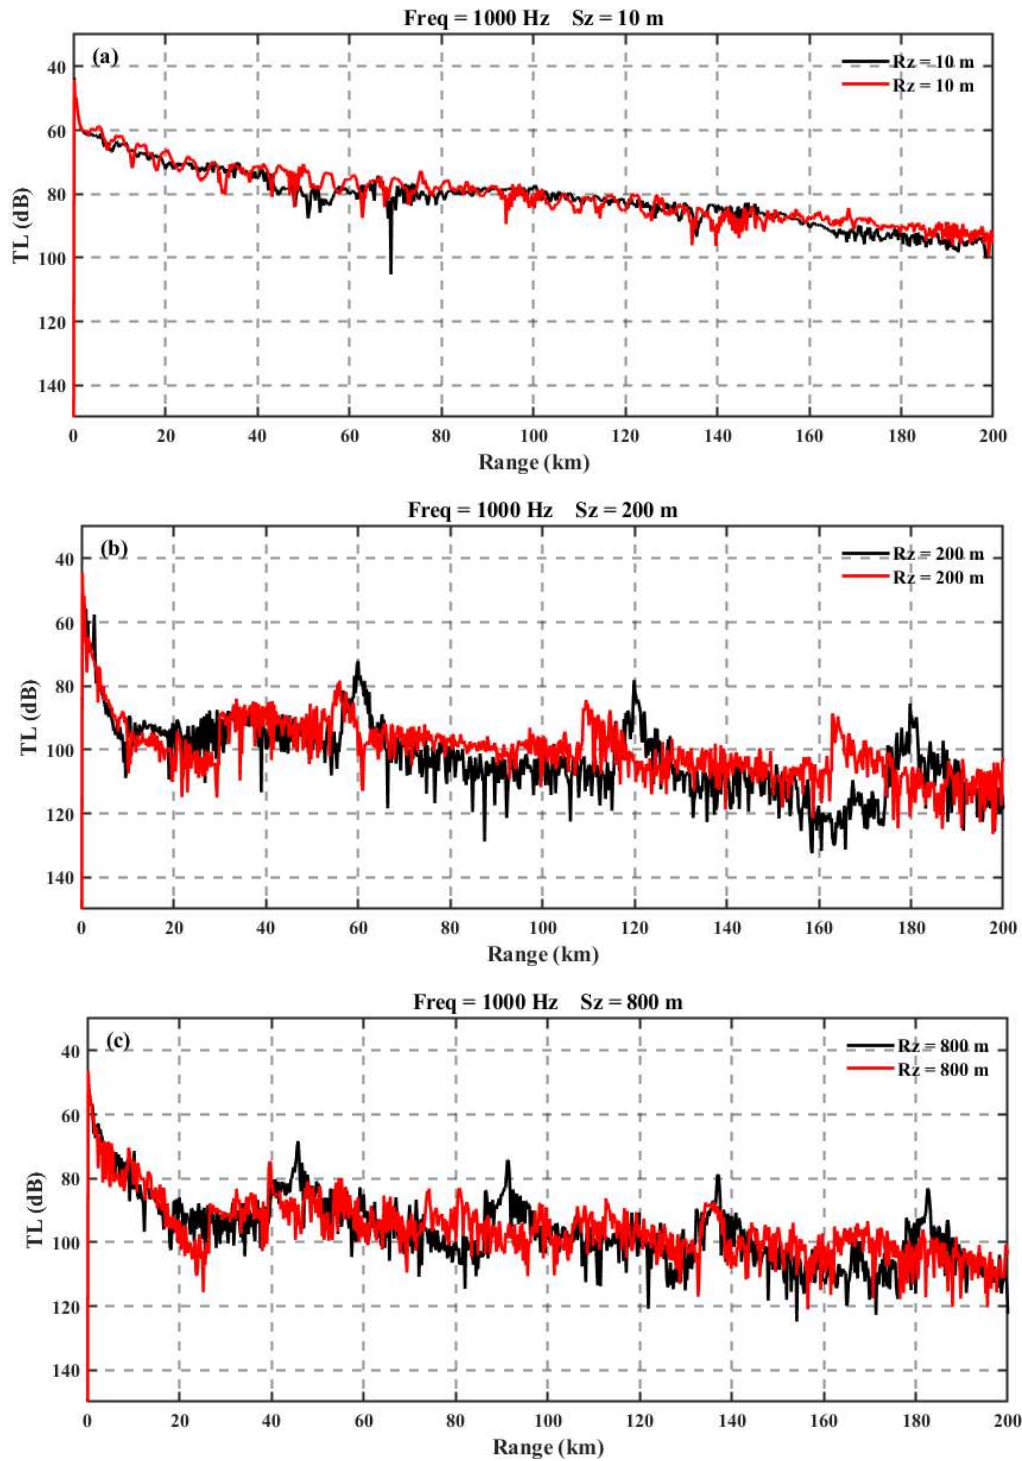 Freq = 1000 Hz Sz = 10 m
(a)
Rz = 10 m
Rz = 10 m
40
60
80
100
120
140
TL (dB)
0 20 40 60 80 100 120 140 160 180 200
Range (km)
Freq = 1000 Hz Sz = 200 m
(b)
Rz = 200 m
Rz = 200 m
40
60
80
100
120
140
TL (dB)
0 20 40 60 80 100 120 140 160 180 200
Range (km)
Freq = 1000 Hz Sz = 800 m
(c)
Rz = 800 m
Rz = 800 m
40
60
80
100
120
140
TL (dB)
0 20 40 60 80 100 120 140 160 180 200
Range (km)